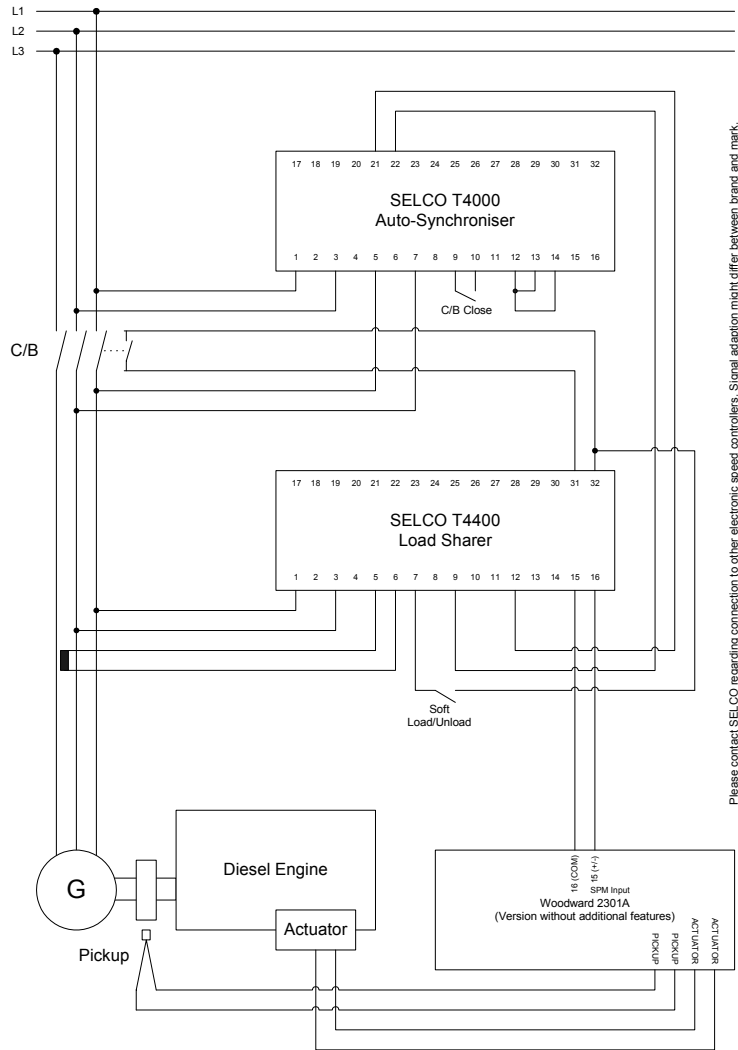 L1
L2
L3
17 18 19 20 21 22 23 24 25 26 27 28 29 30 31 32
SELCO T4000
Auto-Synchroniser
1 2 3 4 5 6 7 8 9 10 11 12 13 14 15 16
C/B Close
C/B
17 18 19 20 21 22 23 24 25 26 27 28 29 30 31 32
SELCO T4400
Load Sharer
1 2 3 4 5 6 7 8 9 10 11 12 13 14 15 16
Soft
Load/Unload
Please contact SELCO regarding connection to other electronic speed controllers. Signal adaption might differ between brand and mark.
G
Diesel Engine
Actuator
Pickup
16 (COM)
15 (+/-)
SPM Input
Woodward 2301A
(Version without additional features)
PICKUP
PICKUP
ACTUATOR
ACTUATOR